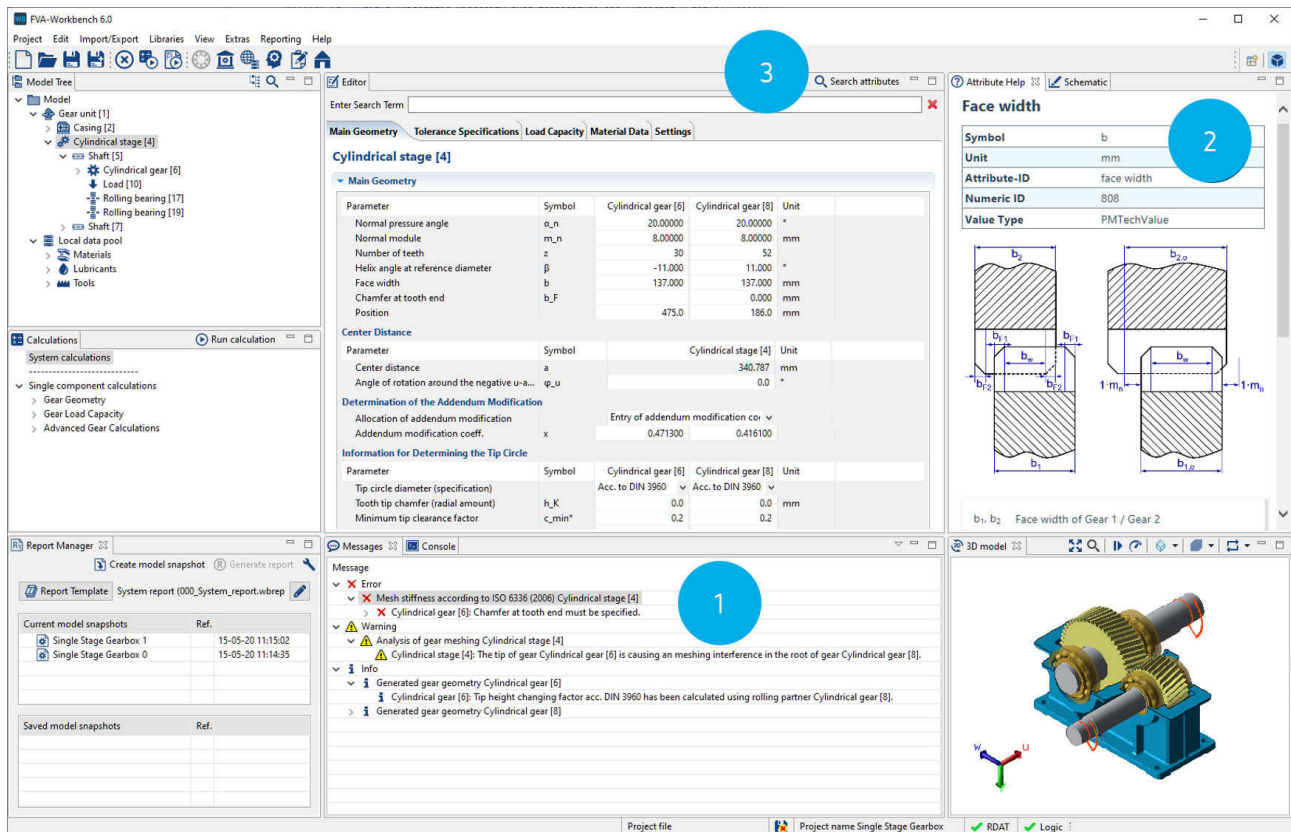 FVA-Workbench 6.0
Project Edit Import/Export Libraries View Extras Reporting Help
Model Tree
Model
Gear unit [1]
Casing [2]
Cylindrical stage [4]
Shaft [5]
Cylindrical gear [6]
Load [10]
Rolling bearing [17]
Rolling bearing [19]
Shaft [7]
Local data pool
Materials
Lubricants
Tools
Calculations Run calculation
System calculations
----------------------------
Single component calculations
Gear Geometry
Gear Load Capacity
Advanced Gear Calculations
Editor Search attributes
3
Enter Search Term
Main Geometry Tolerance Specifications Load Capacity Material Data Settings
Cylindrical stage [4]
Main Geometry
Parameter Symbol Cylindrical gear [6] Cylindrical gear [8] Unit
Normal pressure angle α_n 20.00000 20.00000 °
Normal module m_n 8.00000 8.00000 mm
Number of teeth z 30 52
Helix angle at reference diameter β -11.000 11.000 °
Face width b 137.000 137.000 mm
Chamfer at tooth end b_F 0.000 mm
Position 475.0 186.0 mm
Center Distance
Parameter Symbol Cylindrical stage [4] Unit
Center distance a 340.787 mm
Angle of rotation around the negative u-a... φ_u 0.0 °
Determination of the Addendum Modification
Allocation of addendum modification Entry of addendum modification co
Addendum modification coeff. x 0.471300 0.416100
Information for Determining the Tip Circle
Parameter Symbol Cylindrical gear [6] Cylindrical gear [8] Unit
Tip circle diameter (specification) Acc. to DIN 3960 Acc. to DIN 3960
Tooth tip chamfer (radial amount) h_K 0.0 0.0 mm
Minimum tip clearance factor c_min* 0.2 0.2
Attribute Help Schematic
Face width
2
Symbol b
Unit mm
Attribute-ID face width
Numeric ID 808
Value Type PMTechValue
b2 b2,σ
bF1 bF1
bw bw
bF2 bF2 1·mn 1·mn
b1 b1,σ
b1, b2 Face width of Gear 1 / Gear 2
Report Manager
Create model snapshot Generate report
Report Template System report (000_System_report.wbrep
Current model snapshots Ref.
Single Stage Gearbox 1 15-05-20 11:15:02
Single Stage Gearbox 0 15-05-20 11:14:35
Saved model snapshots Ref.
Messages Console
Message
1
Error
Mesh stiffness according to ISO 6336 (2006) Cylindrical stage [4]
Cylindrical gear [6]: Chamfer at tooth end must be specified.
Warning
Analysis of gear meshing Cylindrical stage [4]
Cylindrical stage [4]: The tip of gear Cylindrical gear [6] is causing an meshing interference in the root of gear Cylindrical gear [8].
Info
Generated gear geometry Cylindrical gear [6]
Cylindrical gear [6]: Tip height changing factor acc. DIN 3960 has been calculated using rolling partner Cylindrical gear [8].
Generated gear geometry Cylindrical gear [8]
3D model
W U
Project file Project name Single Stage Gearbox RDAT Logic